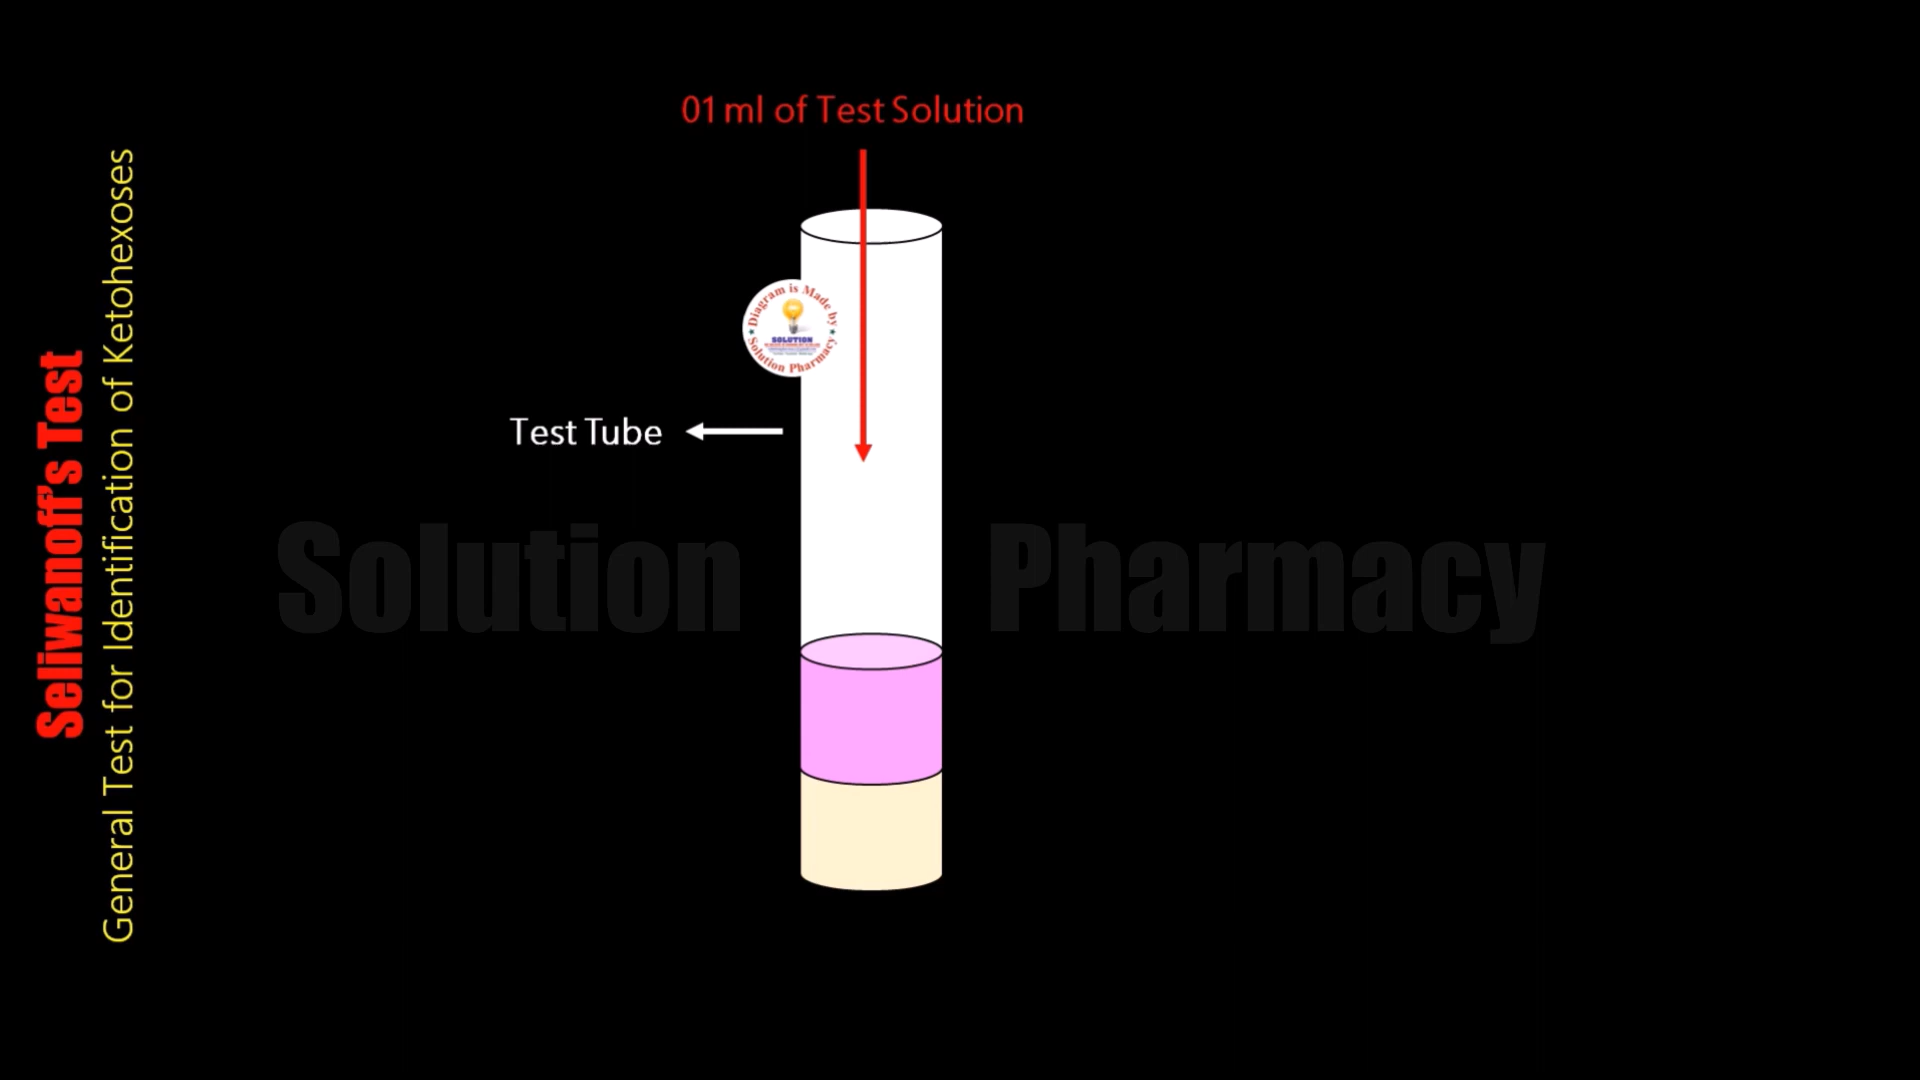 Seliwanoff's Test
General Test for Identification of Ketohexoses
01 ml of Test Solution
Diagram is Made by
SOLUTION
Solution Pharmacy
Test Tube
Solution Pharmacy